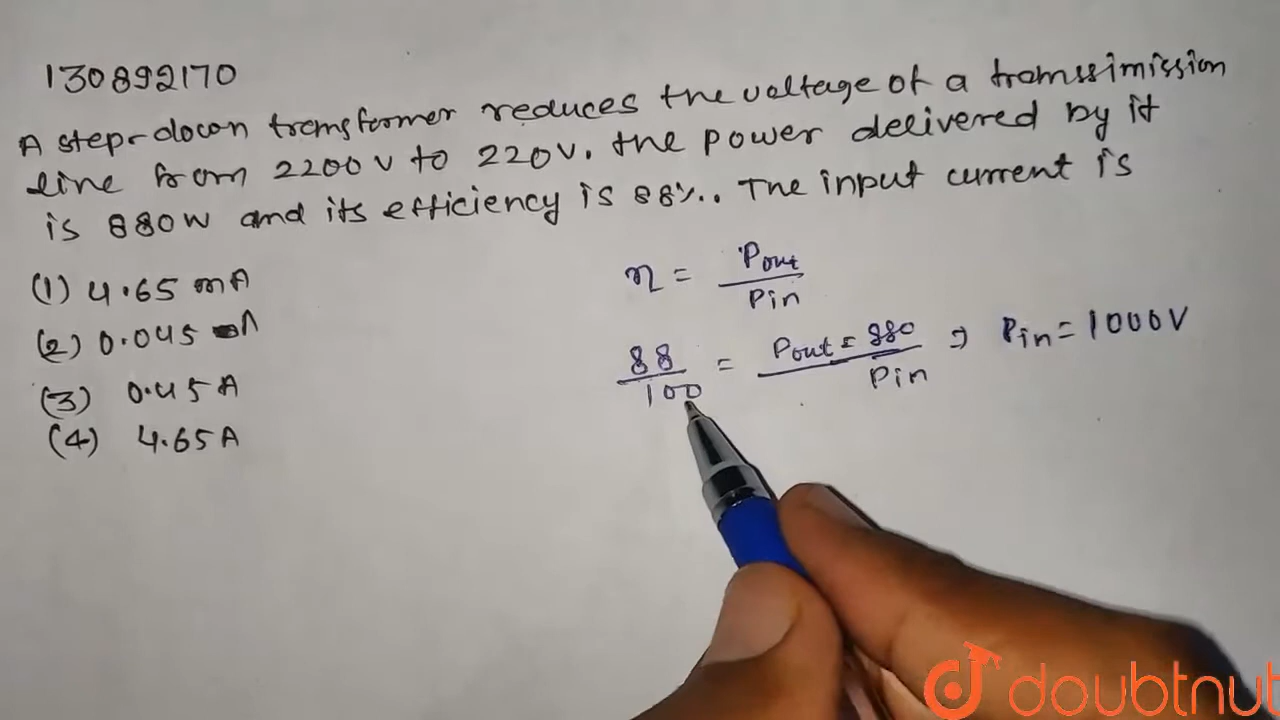 130892170
A step-down transformer reduces the voltage of a transsimission
line from 2200V to 220V. the power delivered by it
is 880W and its efficiency is 88%.. The input current is
(1) 4.65 mA
(2) 0.045 A
(3) 0.45 A
(4) 4.65 A
η = Pout / Pin
88/100 = Pout = 880 / Pin ⇒ Pin = 1000V
doubtnut